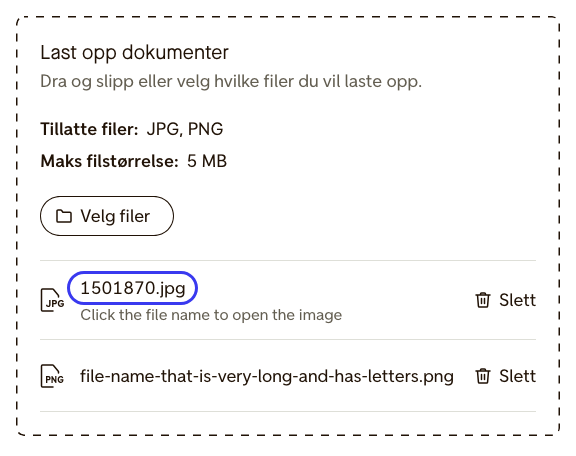 Last opp dokumenter
Dra og slipp eller velg hvilke filer du vil laste opp.
Tillatte filer: JPG, PNG
Maks filstørrelse: 5 MB
Velg filer
JPG 1501870.jpg Slett
Click the file name to open the image
PNG file-name-that-is-very-long-and-has-letters.png Slett